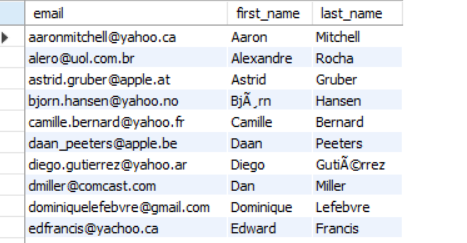 email first_name last_name
aaronmitchell@yahoo.ca Aaron Mitchell
alero@uol.com.br Alexandre Rocha
astrid.gruber@apple.at Astrid Gruber
bjorn.hansen@yahoo.no BjÃ¸rn Hansen
camille.bernard@yahoo.fr Camille Bernard
daan_peeters@apple.be Daan Peeters
diego.gutierrez@yahoo.ar Diego GutiÃ©rrez
dmiller@comcast.com Dan Miller
dominiquelefebvre@gmail.com Dominique Lefebvre
edfrancis@yachoo.ca Edward Francis